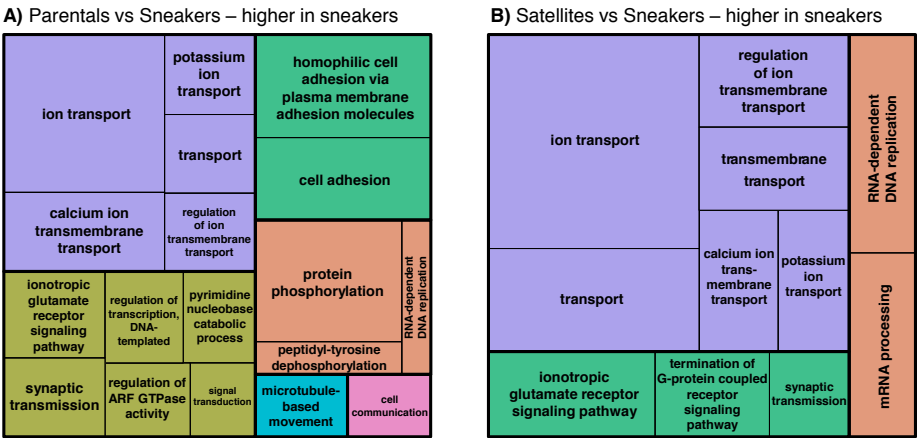 A) Parentals vs Sneakers – higher in sneakers
ion transport
potassium
ion
transport
transport
calcium ion
transmembrane
transport
regulation
of ion
transmembrane
transport
homophilic cell
adhesion via
plasma membrane
adhesion molecules
cell adhesion
ionotropic
glutamate
receptor
signaling
pathway
regulation of
transcription,
DNA-
templated
pyrimidine
nucleobase
catabolic
process
synaptic
transmission
regulation of
ARF GTPase
activity
signal
transduction
protein
phosphorylation
RNA-dependent
DNA replication
peptidyl-tyrosine
dephosphorylation
microtubule-
based
movement
cell
communication
B) Satellites vs Sneakers – higher in sneakers
ion transport
regulation
of ion
transmembrane
transport
transmembrane
transport
transport
calcium ion
trans-
membrane
transport
potassium
ion
transport
RNA-dependent
DNA replication
mRNA processing
ionotropic
glutamate receptor
signaling pathway
termination of
G-protein coupled
receptor
signaling
pathway
synaptic
transmission